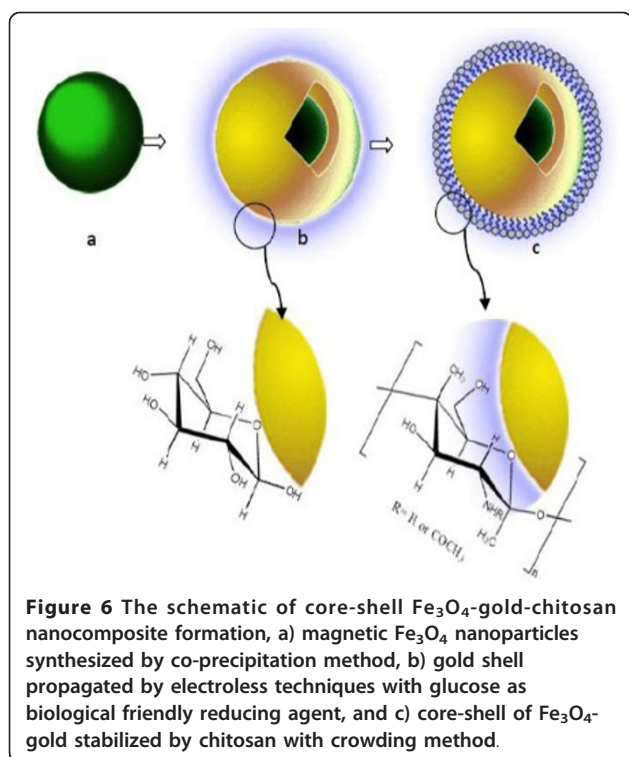 a
b
c
H
OH
HO
O
H
HO
H
OH
OH
H
H
CH₃
OH
O
H
HO
H
H
NHR
O
H₃C
n
R= H or COCH₃
Figure 6 The schematic of core-shell Fe₃O₄-gold-chitosan
nanocomposite formation, a) magnetic Fe₃O₄ nanoparticles
synthesized by co-precipitation method, b) gold shell
propagated by electroless techniques with glucose as
biological friendly reducing agent, and c) core-shell of Fe₃O₄-
gold stabilized by chitosan with crowding method.